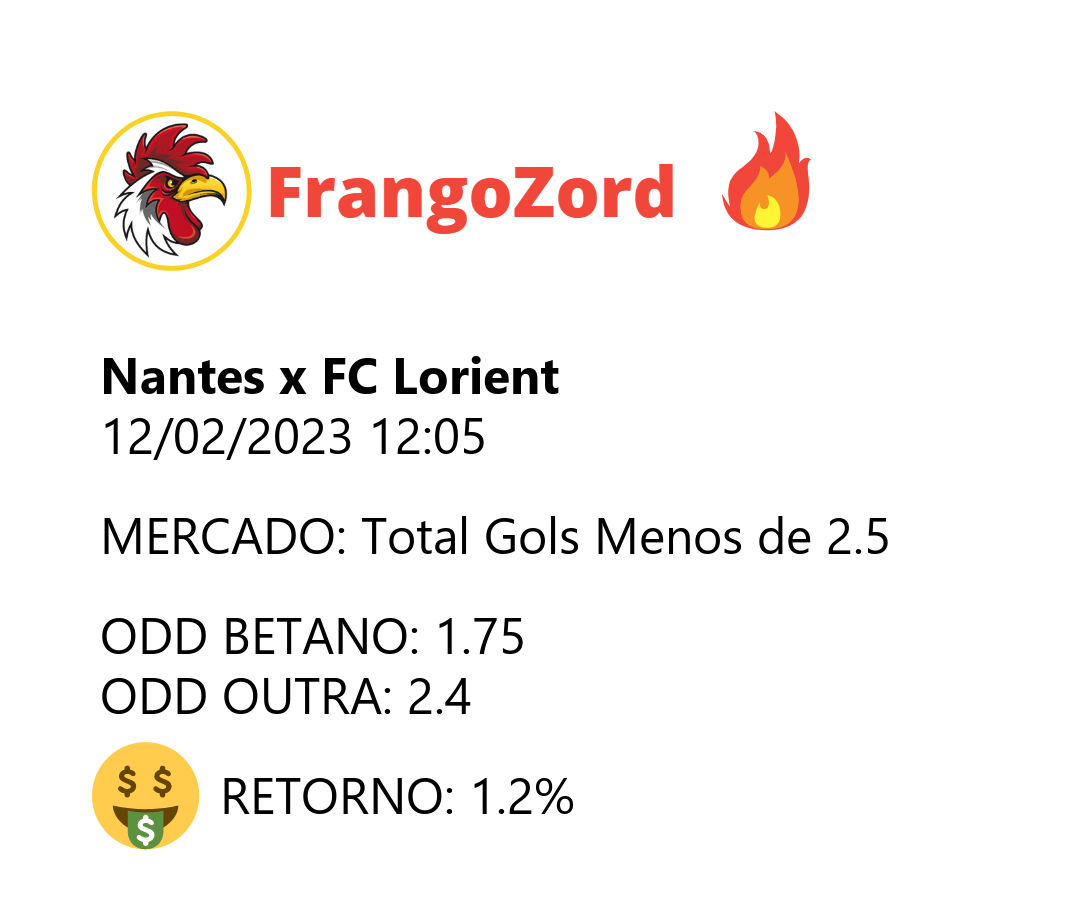 FrangoZord
Nantes x FC Lorient
12/02/2023 12:05
MERCADO: Total Gols Menos de 2.5
ODD BETANO: 1.75
ODD OUTRA: 2.4
RETORNO: 1.2%